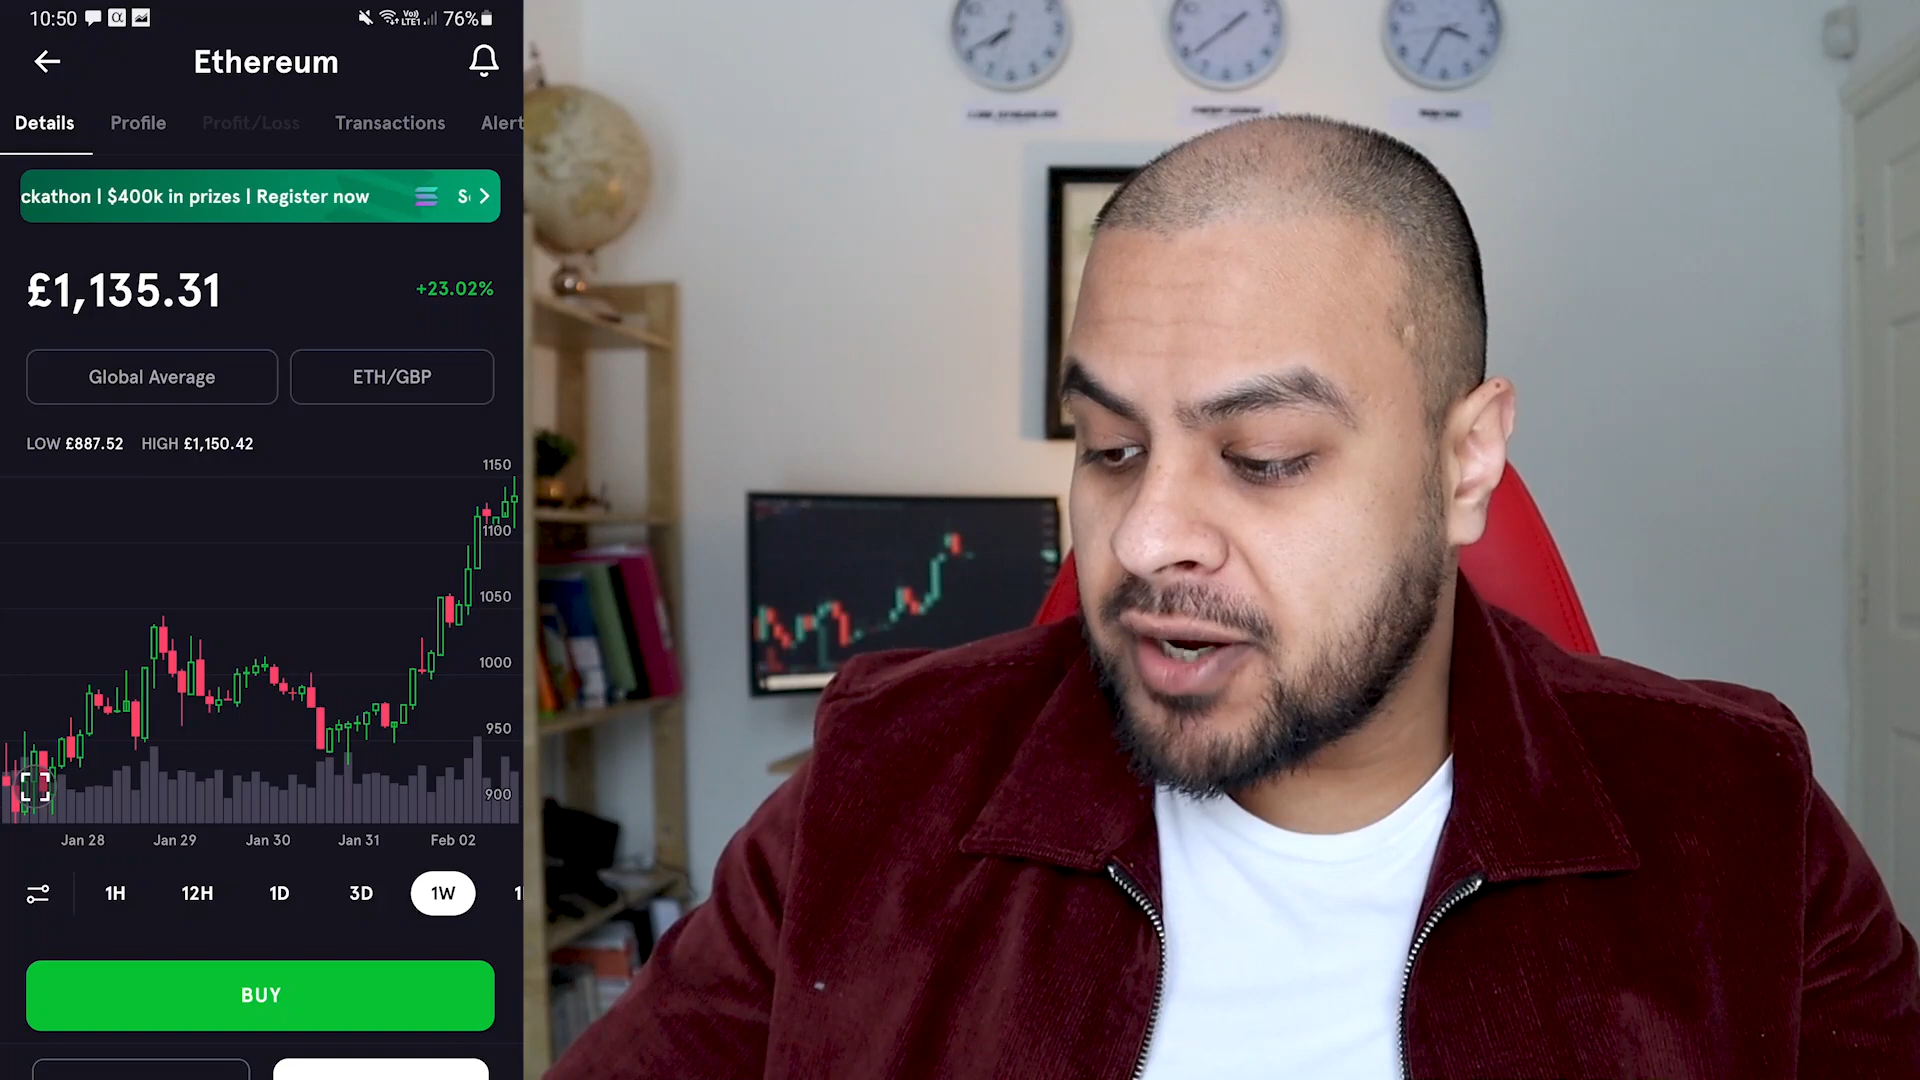 10:50 Vo) LTE1 76%
Ethereum
Details Profile Profit/Loss Transactions Alert
ckathon | $400k in prizes | Register now
£1,135.31 +23.02%
Global Average ETH/GBP
LOW £887.52 HIGH £1,150.42
1150
1100
1050
1000
950
900
Jan 28 Jan 29 Jan 30 Jan 31 Feb 02
1H 12H 1D 3D 1W
BUY